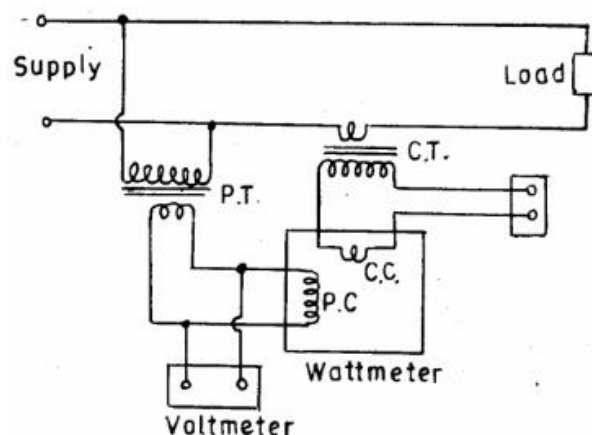 Supply
Load
C.T.
P.T.
C.C.
P.C
Wattmeter
Voltmeter